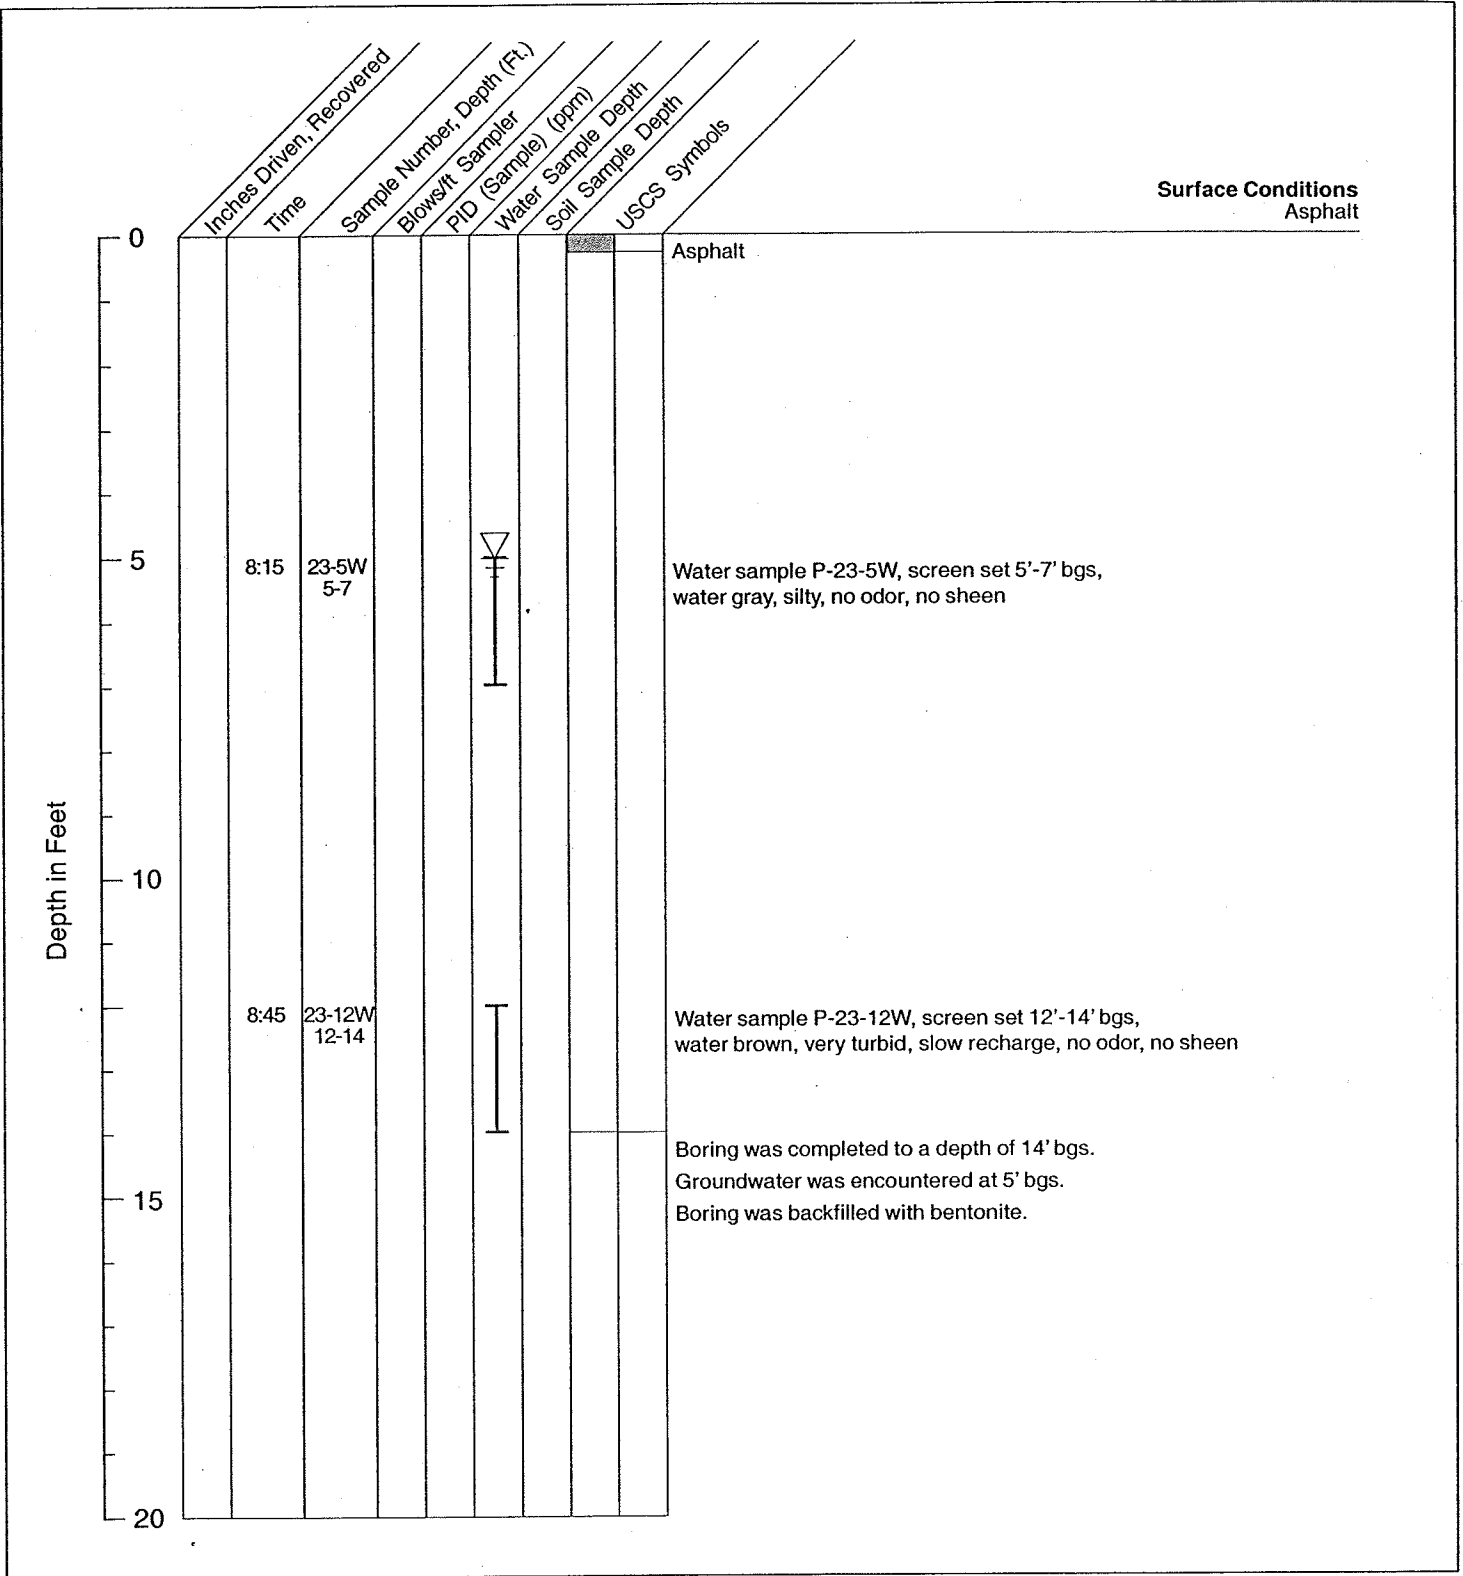 Inches Driven, Recovered
Time
Sample Number, Depth (Ft.)
Blows/ft Sampler
PID (Sample) (ppm)
Water Sample Depth
Soil Sample Depth
USCS Symbols
Surface Conditions
Asphalt
0
Asphalt
5
8:15
23-5W
5-7
Water sample P-23-5W, screen set 5'-7' bgs,
water gray, silty, no odor, no sheen
Depth in Feet
10
8:45
23-12W
12-14
Water sample P-23-12W, screen set 12'-14' bgs,
water brown, very turbid, slow recharge, no odor, no sheen
Boring was completed to a depth of 14' bgs.
Groundwater was encountered at 5' bgs.
15
Boring was backfilled with bentonite.
20